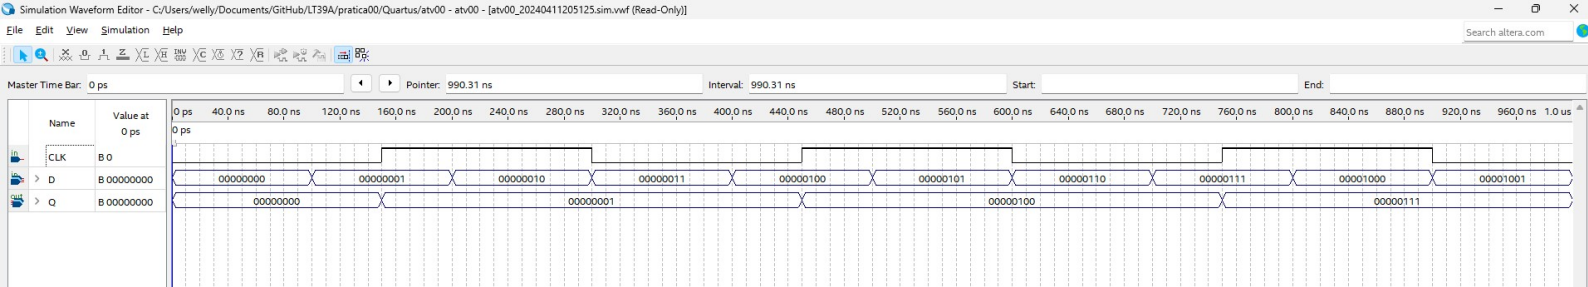 Simulation Waveform Editor - C:/Users/welly/Documents/GitHub/LT39A/pratica00/Quartus/atv00 - atv00 - [atv00_20240411205125.sim.vwf (Read-Only)]
File Edit View Simulation Help
Search altera.com
Master Time Bar: 0 ps Pointer: 990.31 ns Interval: 990.31 ns Start: End:
Name Value at 0 ps
0 ps 40.0 ns 80.0 ns 120.0 ns 160.0 ns 200.0 ns 240.0 ns 280.0 ns 320.0 ns 360.0 ns 400.0 ns 440.0 ns 480.0 ns 520.0 ns 560.0 ns 600.0 ns 640.0 ns 680.0 ns 720.0 ns 760.0 ns 800.0 ns 840.0 ns 880.0 ns 920.0 ns 960.0 ns 1.0 us
0 ps
CLK B 0
D B 00000000 00000000 00000001 00000010 00000011 00000100 00000101 00000110 00000111 00001000 00001001
Q B 00000000 00000000 00000001 00000100 00000111